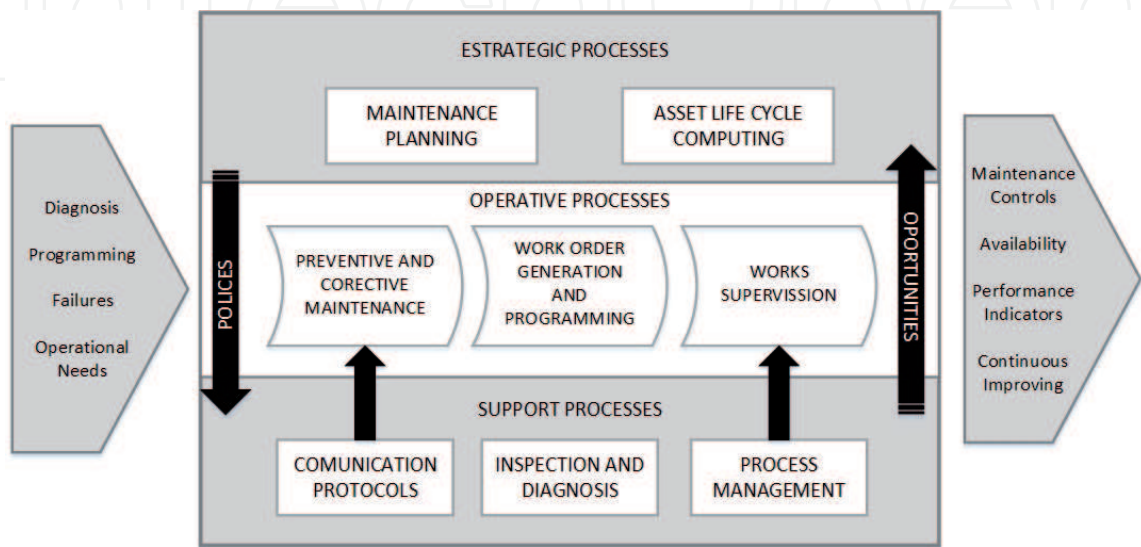 ESTRATEGIC PROCESSES
MAINTENANCE
PLANNING
ASSET LIFE CYCLE
COMPUTING
Diagnosis
Programming
Failures
Operational
Needs
POLICES
OPERATIVE PROCESSES
PREVENTIVE AND
CORECTIVE
MAINTENANCE
WORK ORDER
GENERATION
AND
PROGRAMMING
WORKS
SUPERVISSION
OPORTUNITIES
Maintenance
Controls
Availability
Performance
Indicators
Continuous
Improving
SUPPORT PROCESSES
COMUNICATION
PROTOCOLS
INSPECTION AND
DIAGNOSIS
PROCESS
MANAGEMENT